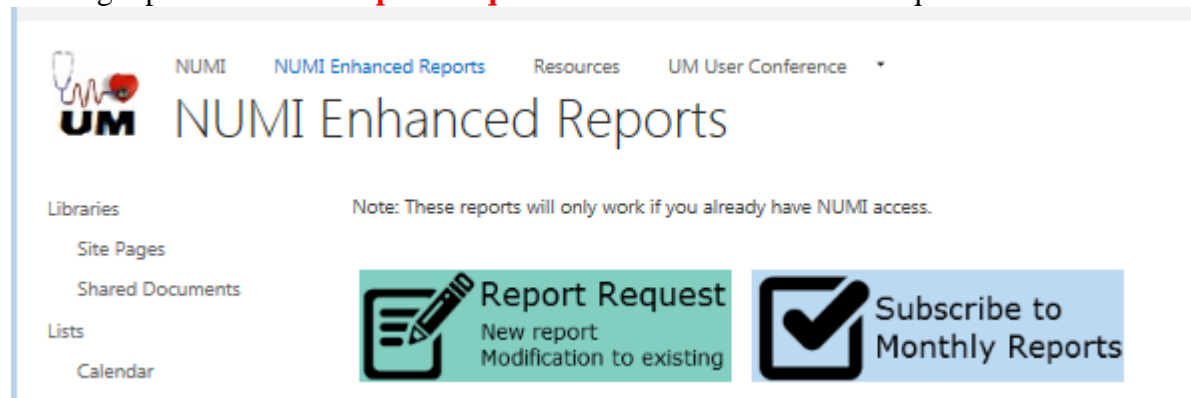 NUMI NUMI Enhanced Reports Resources UM User Conference
UM
NUMI Enhanced Reports
Note: These reports will only work if you already have NUMI access.
Libraries
Site Pages
Shared Documents
Lists
Calendar
Report Request
New report
Modification to existing
Subscribe to
Monthly Reports